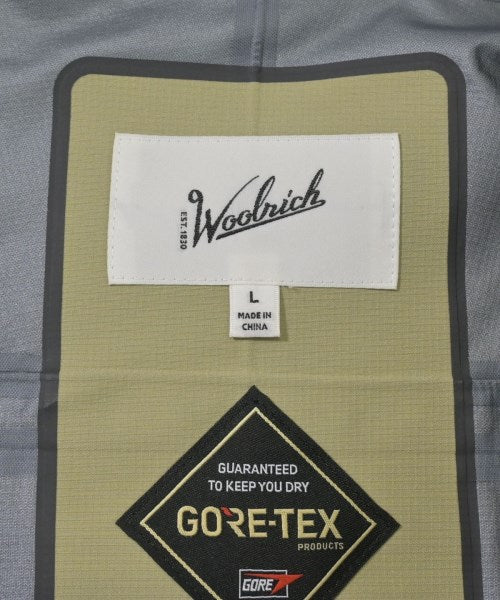 Woolrich
EST. 1830
L
MADE IN
CHINA
GUARANTEED
TO KEEP YOU DRY
GORE-TEX
PRODUCTS
GORE